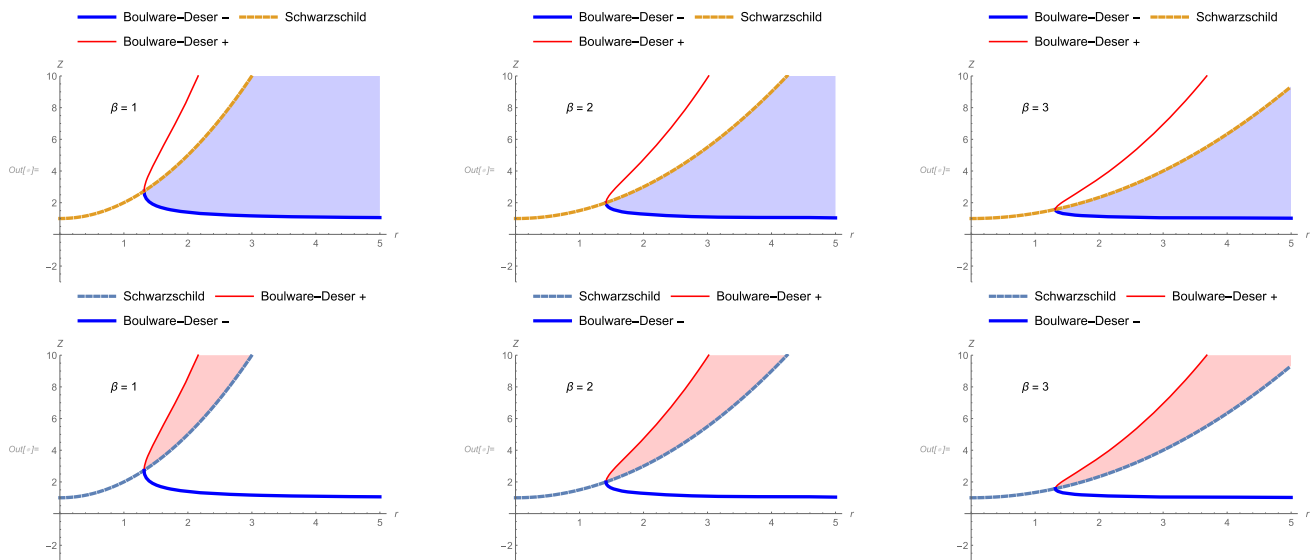 Boulware–Deser – Schwarzschild
Boulware–Deser +
Z
10
8
6
4
2
−2
β = 1
Out[ ∘ ]=
1 2 3 4 5 r
Boulware–Deser – Schwarzschild
Boulware–Deser +
Z
10
8
6
4
2
−2
β = 2
Out[ ∘ ]=
1 2 3 4 5 r
Boulware–Deser – Schwarzschild
Boulware–Deser +
Z
10
8
6
4
2
−2
β = 3
Out[ ∘ ]=
1 2 3 4 5 r
Schwarzschild Boulware–Deser +
Boulware–Deser –
Z
10
8
6
4
2
−2
β = 1
Out[ ∘ ]=
1 2 3 4 5 r
Schwarzschild Boulware–Deser +
Boulware–Deser –
Z
10
8
6
4
2
−2
β = 2
Out[ ∘ ]=
1 2 3 4 5 r
Schwarzschild Boulware–Deser +
Boulware–Deser –
Z
10
8
6
4
2
−2
β = 3
Out[ ∘ ]=
1 2 3 4 5 r